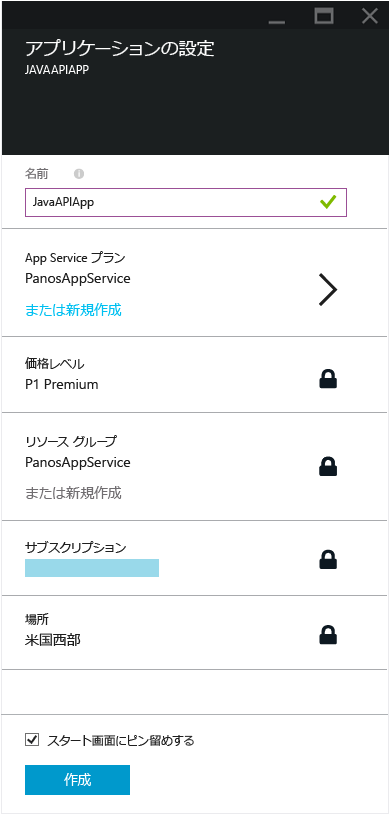 アプリケーションの設定
JAVAAPIAPP
名前
JavaAPIApp
App Service プラン
PanosAppService
または新規作成
価格レベル
P1 Premium
リソース グループ
PanosAppService
または新規作成
サブスクリプション
場所
米国西部
スタート画面にピン留めする
作成